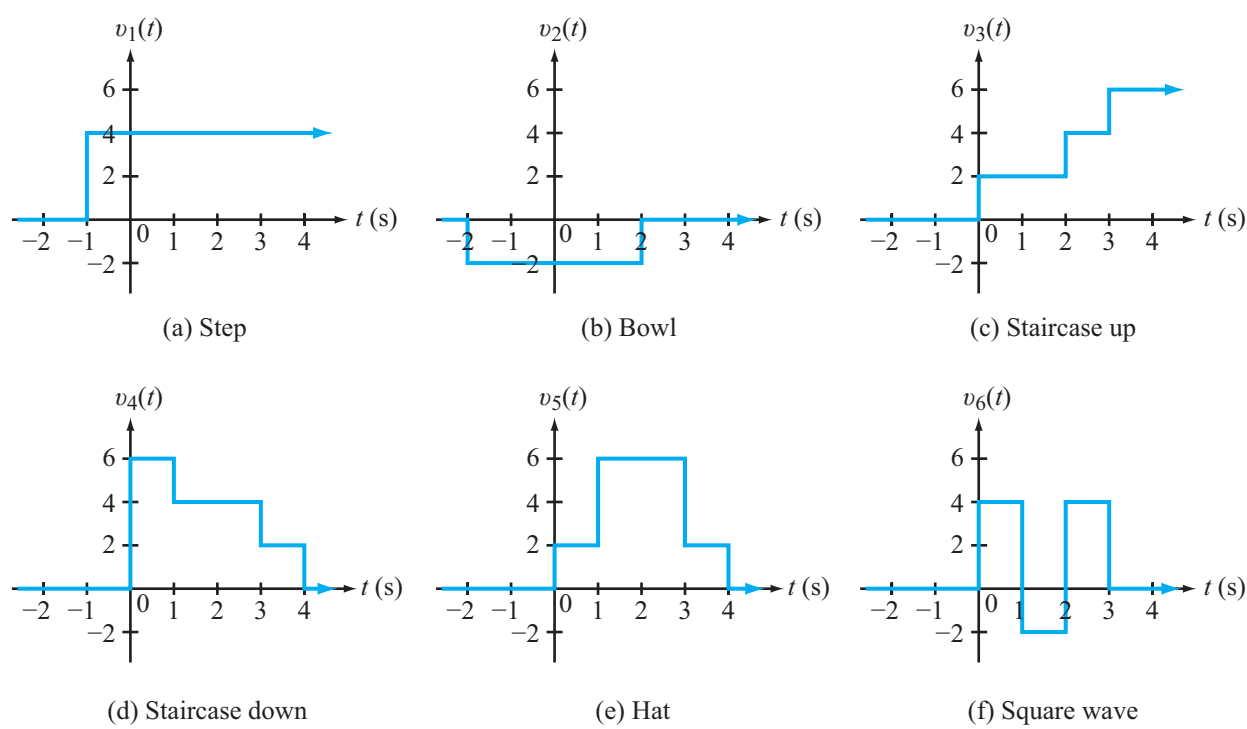 v1(t) v2(t) v3(t)
6 6 6
4 4 4
2 2 2
−2 −1 0 1 2 3 4 t (s) −2 −1 0 1 2 3 4 t (s) −2 −1 0 1 2 3 4 t (s)
−2 −2 −2
(a) Step (b) Bowl (c) Staircase up
v4(t) v5(t) v6(t)
6 6 6
4 4 4
2 2 2
−2 −1 0 1 2 3 4 t (s) −2 −1 0 1 2 3 4 t (s) −2 −1 0 1 2 3 4 t (s)
−2 −2 −2
(d) Staircase down (e) Hat (f) Square wave